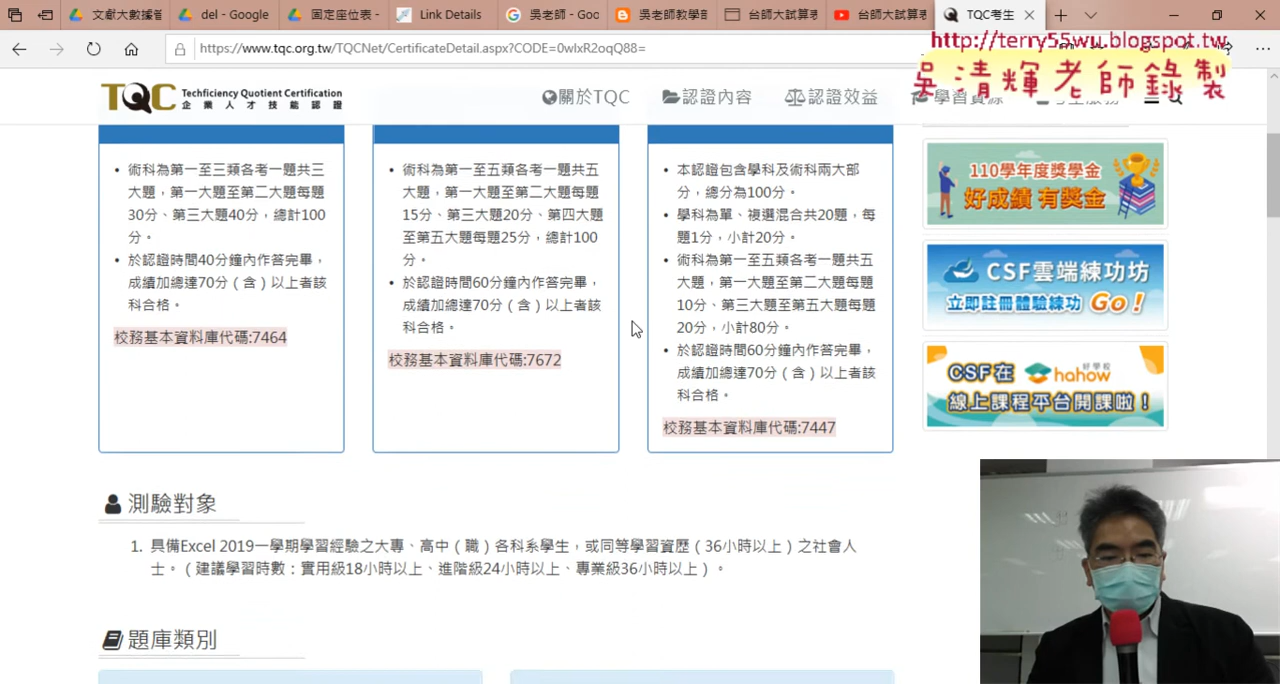 文獻大數據着
del - Google
固定座位表 -
Link Details
吳老師 - Goo
吳老師教學部
台師大試算表
台師大試算表
TQC考生
https://www.tqc.org.tw/TQCNet/CertificateDetail.aspx?CODE=0wIxR2oqQ88=
http://terry55wu.blogspot.tw
吳清輝老師錄製
TQC Techficiency Quotient Certification
企業人才技能認證
關於TQC
認證內容
認證效益
學習資源
術科為第一至三類各考一題共三
大題，第一大題至第二大題每題
30分、第三大題40分，總計100
分。
於認證時間40分鐘內作答完畢，
成績加總達70分（含）以上者該
科合格。
校務基本資料庫代碼:7464
術科為第一至五類各考一題共五
大題，第一大題至第二大題每題
15分、第三大題20分、第四大題
至第五大題每題25分，總計100
分。
於認證時間60分鐘內作答完畢，
成績加總達70分（含）以上者該
科合格。
校務基本資料庫代碼:7672
本認證包含學科及術科兩大部
分，總分為100分。
學科為單、複選混合共20題，每
題1分，小計20分。
術科為第一至五類各考一題共五
大題，第一大題至第二大題每題
10分、第三大題至第五大題每題
20分，小計80分。
於認證時間60分鐘內作答完畢，
成績加總達70分（含）以上者該
科合格。
校務基本資料庫代碼:7447
110學年度獎學金
好成績 有獎金
CSF雲端練功坊
立即註冊體驗練功 Go！
CSF在 好學校 hahow
線上課程平台開課啦！
測驗對象
1. 具備Excel 2019一學期學習經驗之大專、高中（職）各科系學生，或同等學習資歷（36小時以上）之社會人
士。（建議學習時數：實用級18小時以上、進階級24小時以上、專業級36小時以上）。
題庫類別